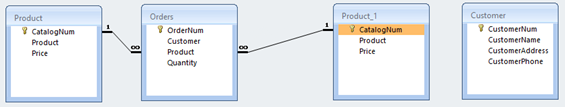 Product
CatalogNum
Product
Price
1
∞
Orders
OrderNum
Customer
Product
Quantity
∞
1
Product_1
CatalogNum
Product
Price
Customer
CustomerNum
CustomerName
CustomerAddress
CustomerPhone